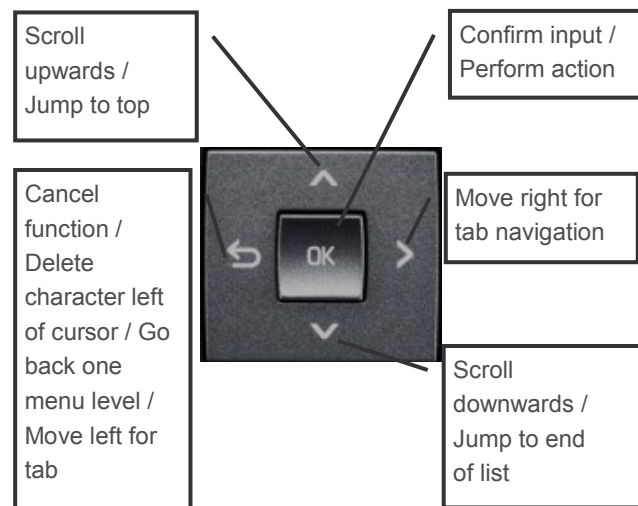 Scroll
upwards /
Jump to top
Confirm input /
Perform action
Cancel
function /
Delete
character left
of cursor / Go
back one
menu level /
Move left for
tab
OK
Move right for
tab navigation
Scroll
downwards /
Jump to end
of list